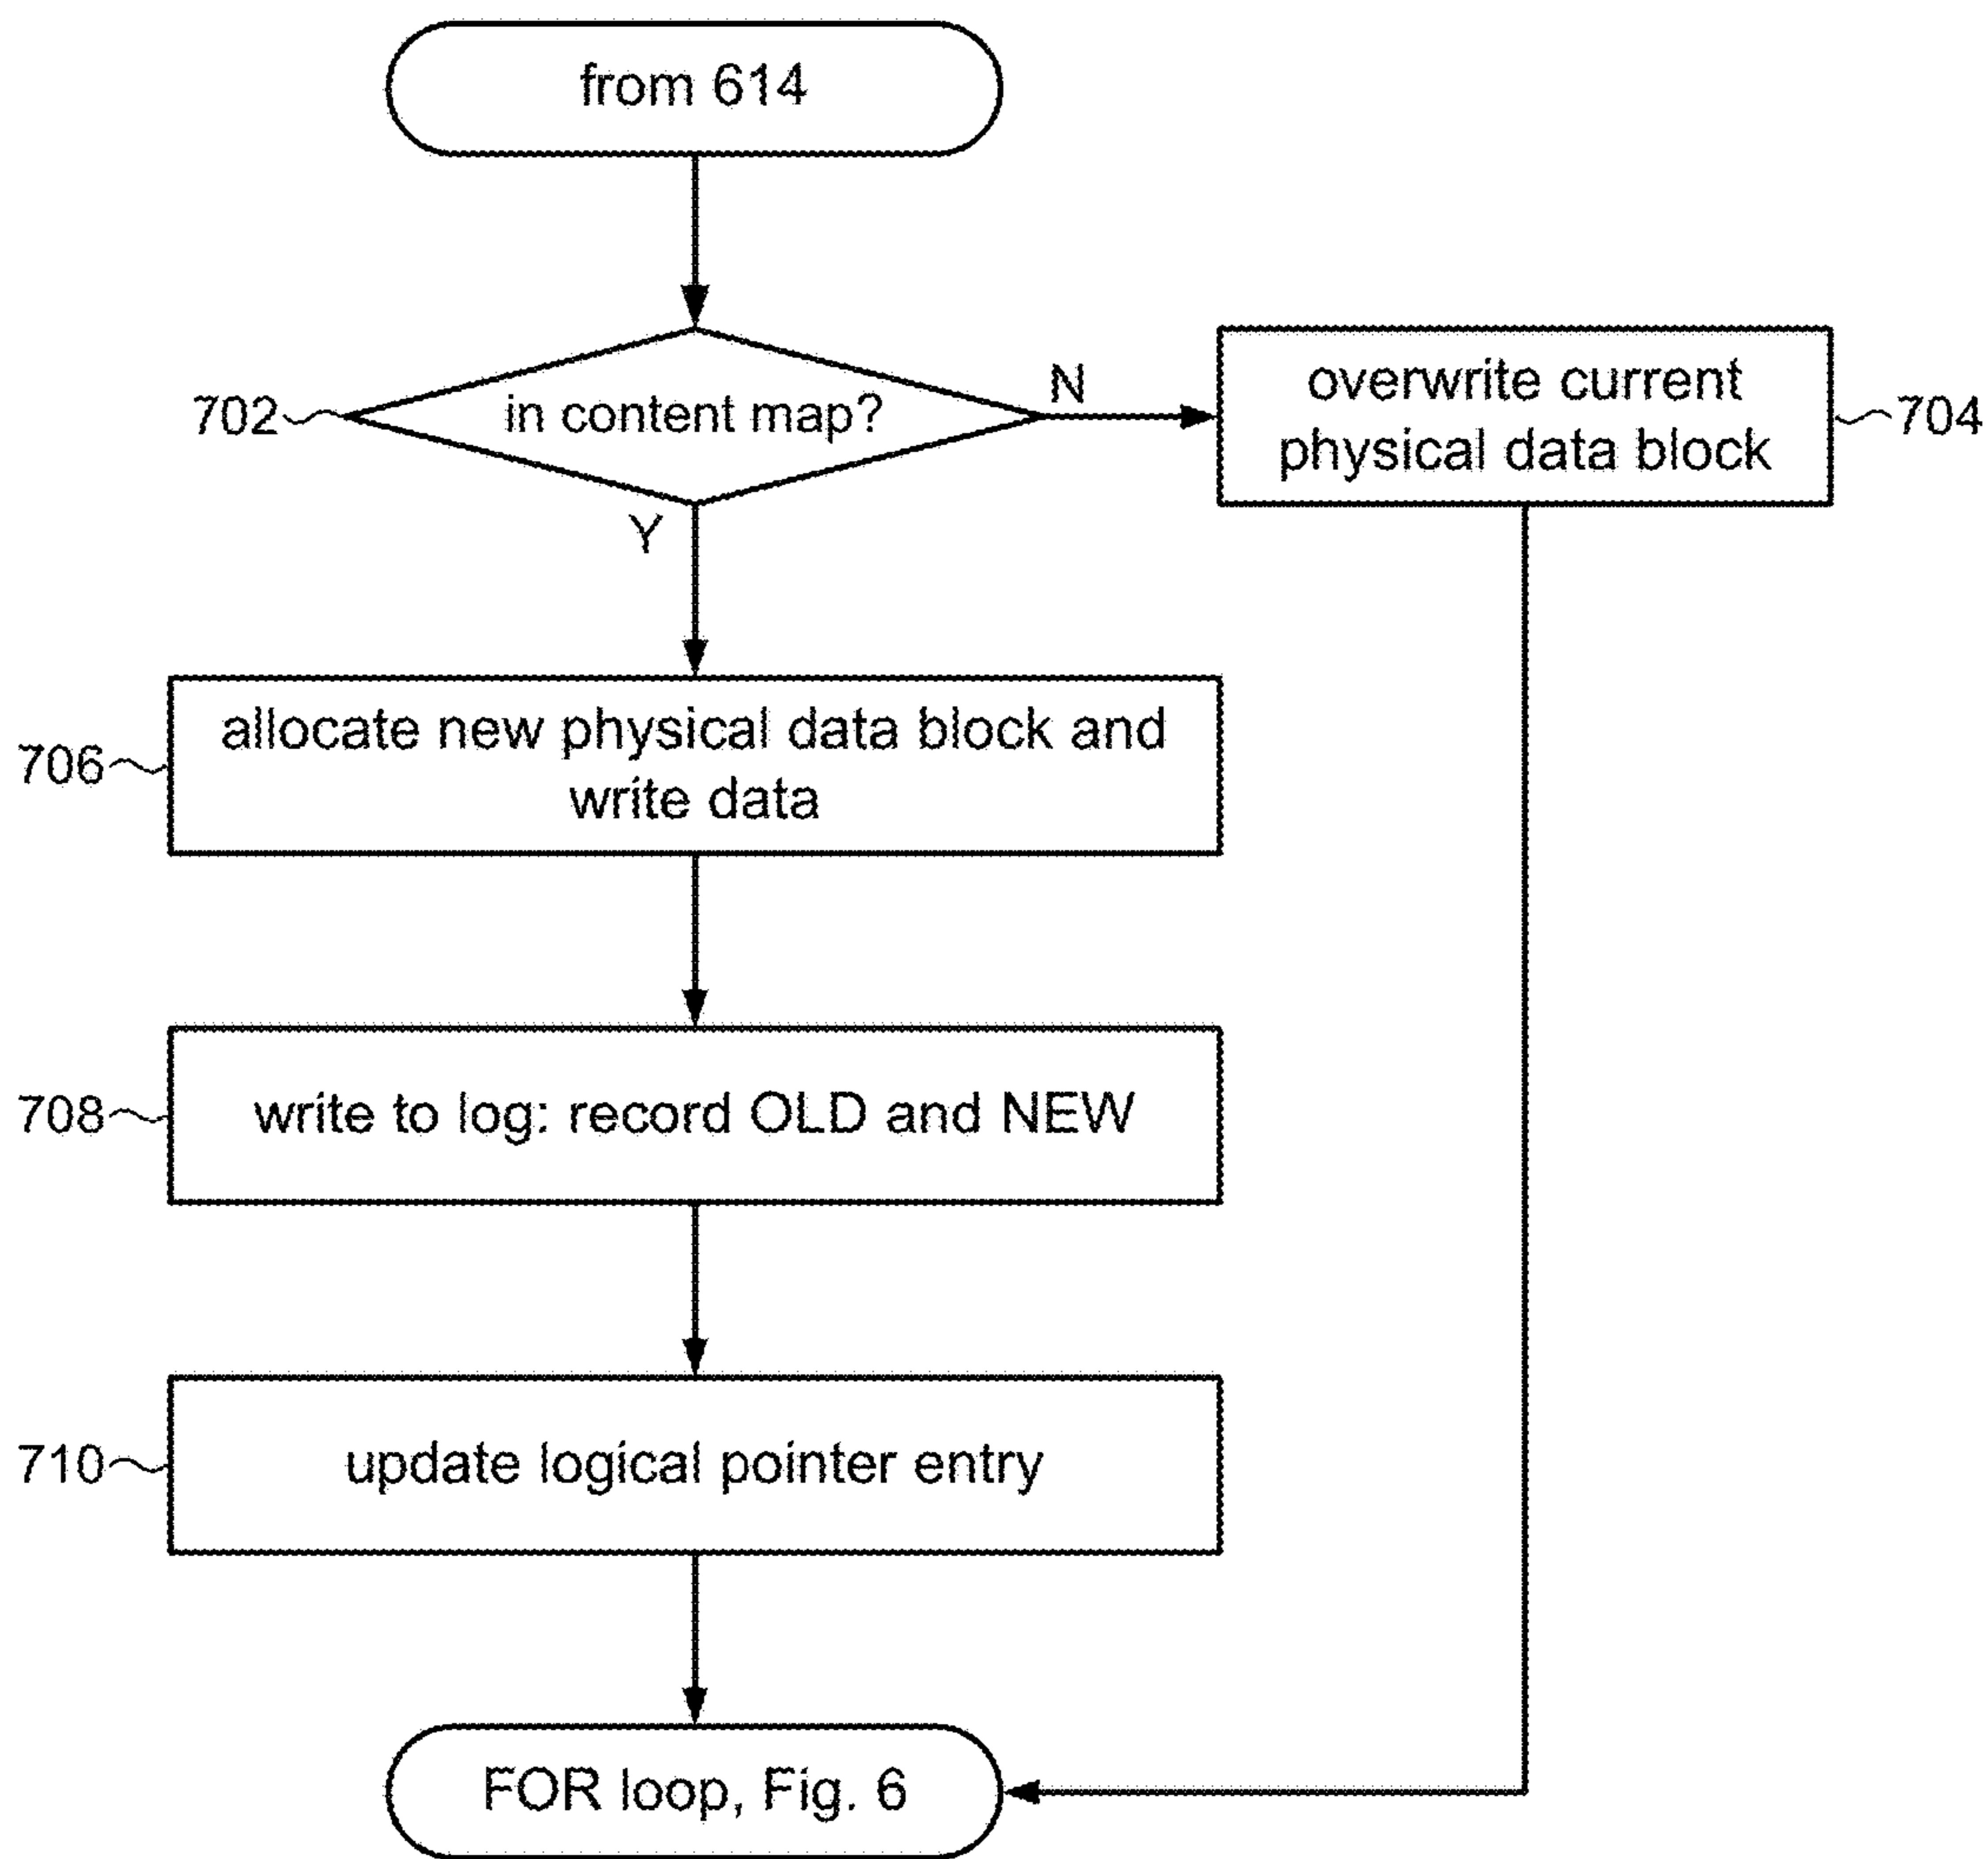 from 614
702
in content map?
N
overwrite current
physical data block
704
Y
706
allocate new physical data block and
write data
708
write to log: record OLD and NEW
710
update logical pointer entry
FOR loop, Fig. 6